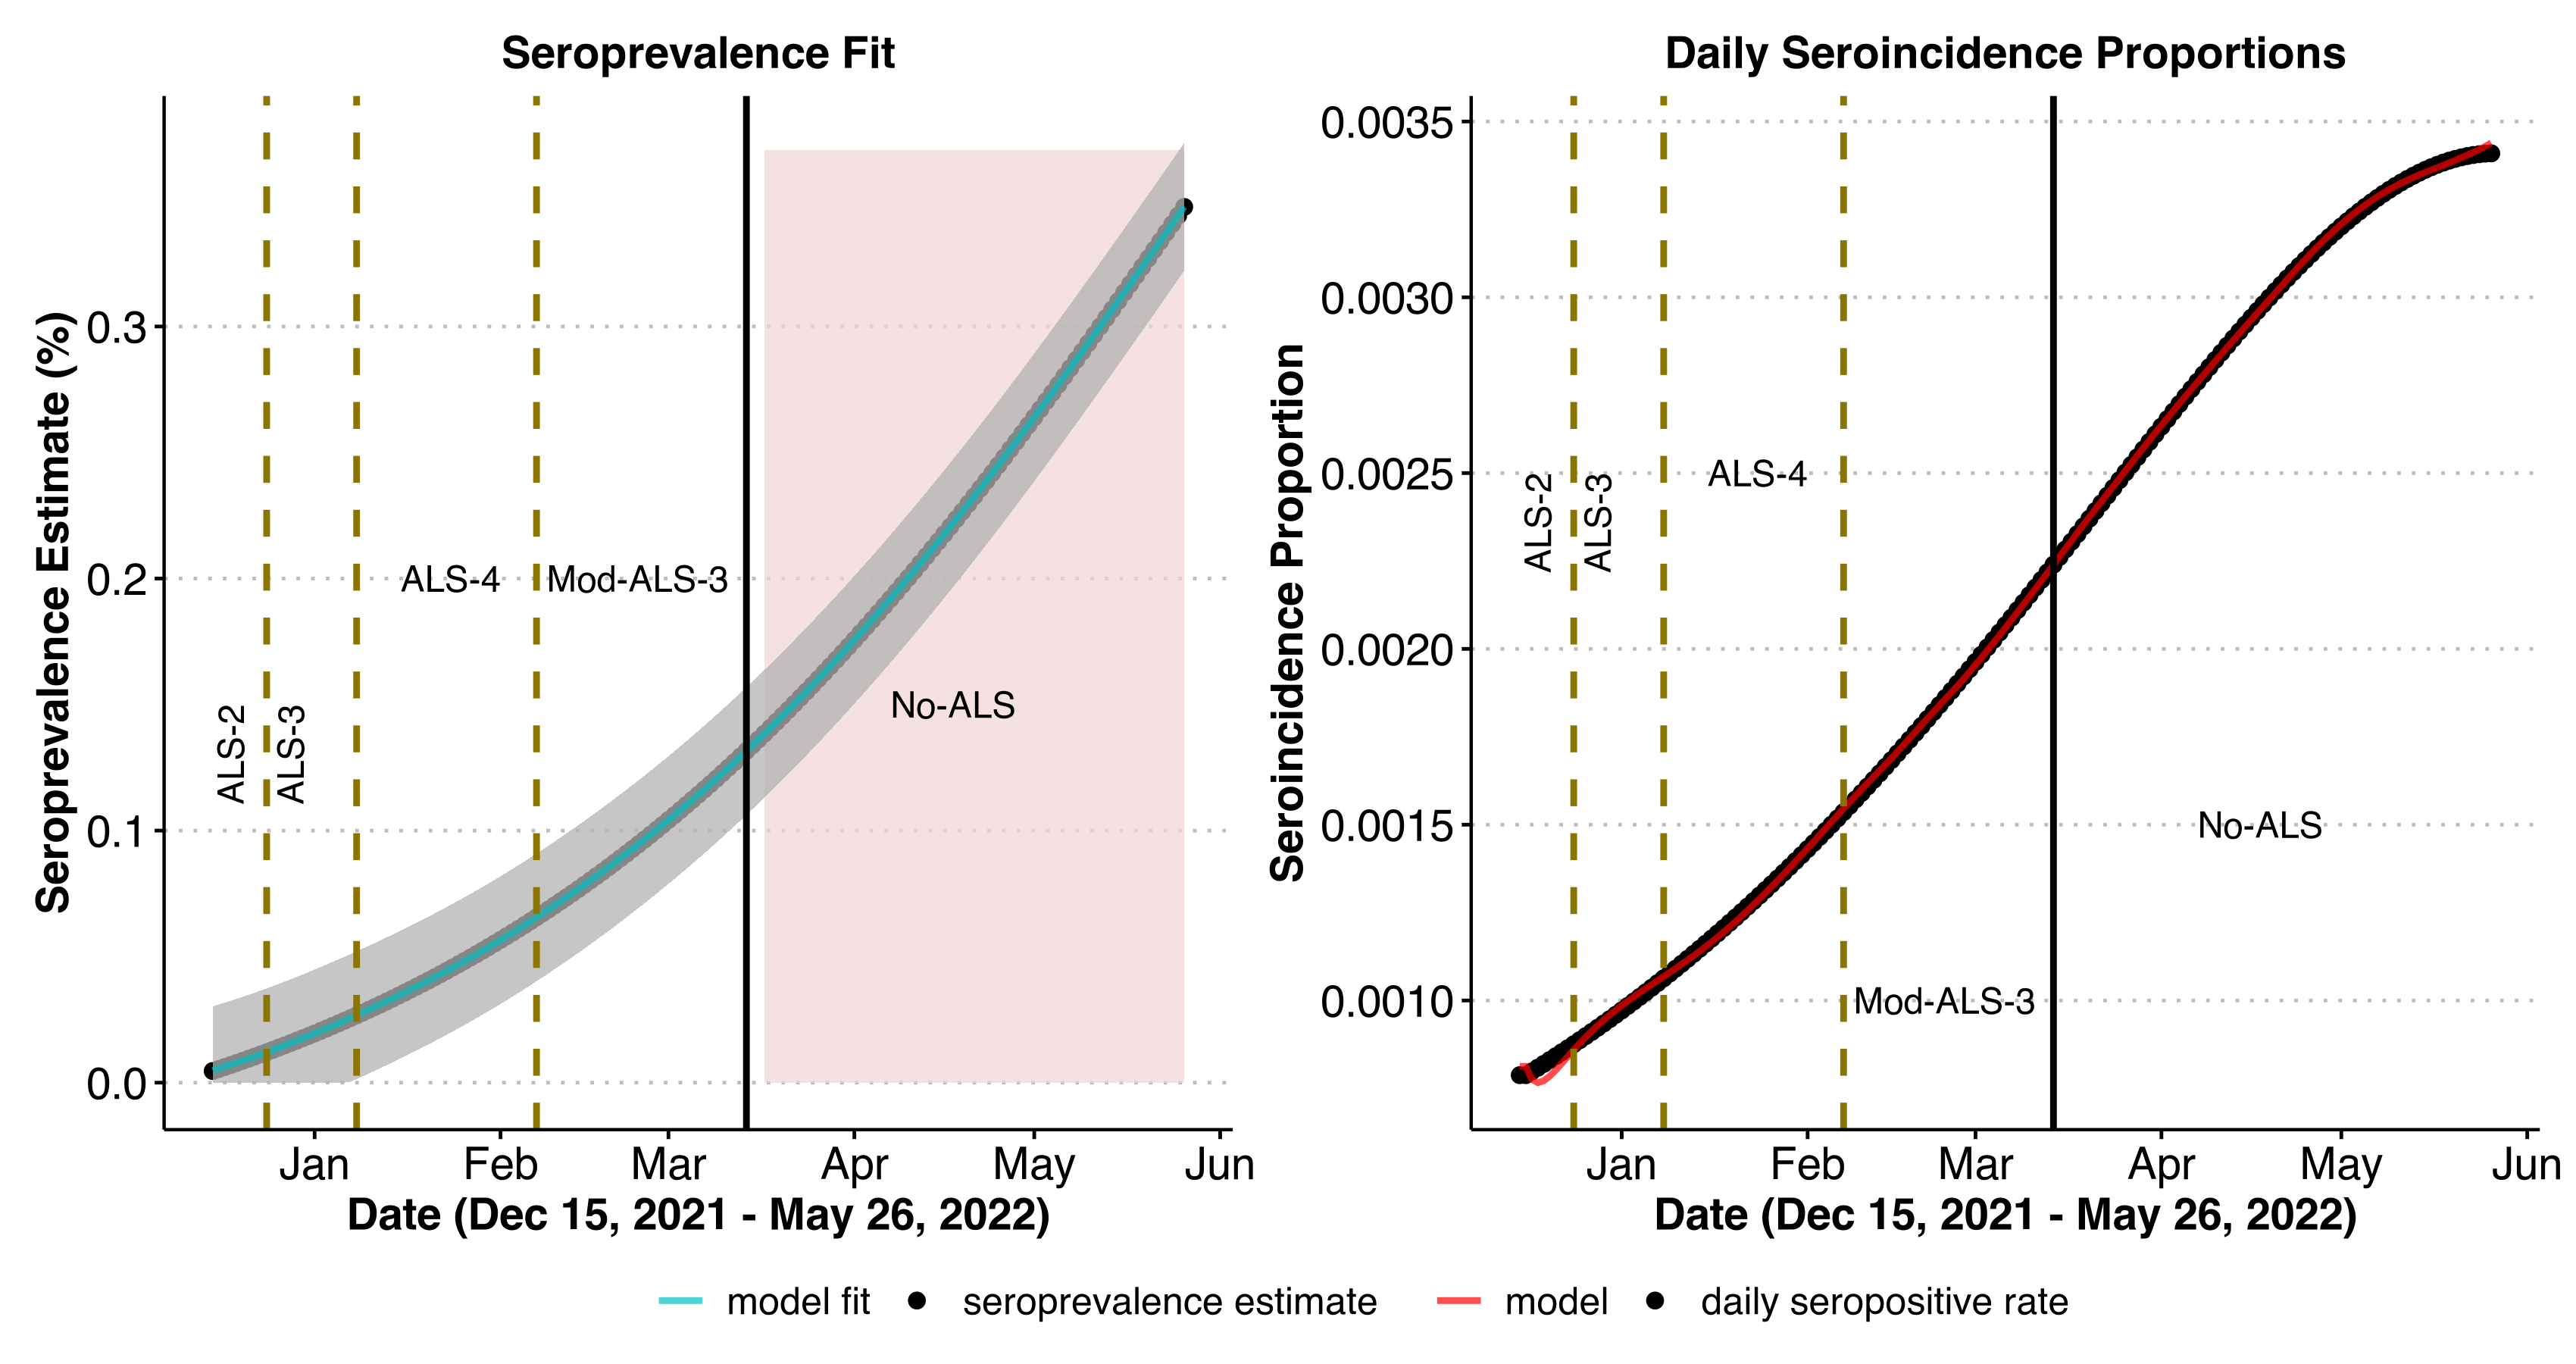 Seroprevalence Fit
Seroprevalence Estimate (%)
0.3
0.2
0.1
0.0
ALS-2
ALS-3
ALS-4
Mod-ALS-3
No-ALS
Jan
Feb
Mar
Apr
May
Jun
Date (Dec 15, 2021 - May 26, 2022)
Daily Seroincidence Proportions
Seroincidence Proportion
0.0035
0.0030
0.0025
0.0020
0.0015
0.0010
ALS-2
ALS-3
ALS-4
Mod-ALS-3
No-ALS
Jan
Feb
Mar
Apr
May
Jun
Date (Dec 15, 2021 - May 26, 2022)
model fit
seroprevalence estimate
model
daily seropositive rate